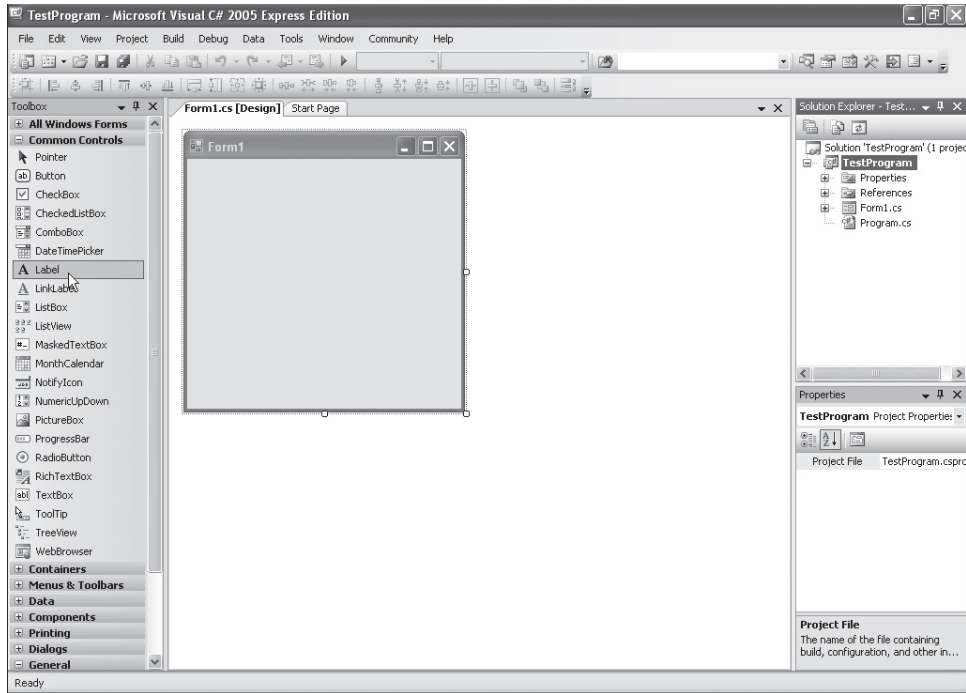 TestProgram - Microsoft Visual C# 2005 Express Edition
File Edit View Project Build Debug Data Tools Window Community Help
Toolbox
All Windows Forms
Common Controls
Pointer
Button
CheckBox
CheckedListBox
ComboBox
DateTimePicker
Label
LinkLabel
ListBox
ListView
MaskedTextBox
MonthCalendar
NotifyIcon
NumericUpDown
PictureBox
ProgressBar
RadioButton
RichTextBox
TextBox
ToolTip
TreeView
WebBrowser
Containers
Menus & Toolbars
Data
Components
Printing
Dialogs
General
Form1.cs [Design] Start Page
Form1
Solution Explorer - Test...
Solution 'TestProgram' (1 projec
TestProgram
Properties
References
Form1.cs
Program.cs
Properties
TestProgram Project Properties
Project File TestProgram.cspro
Project File
The name of the file containing
build, configuration, and other in...
Ready